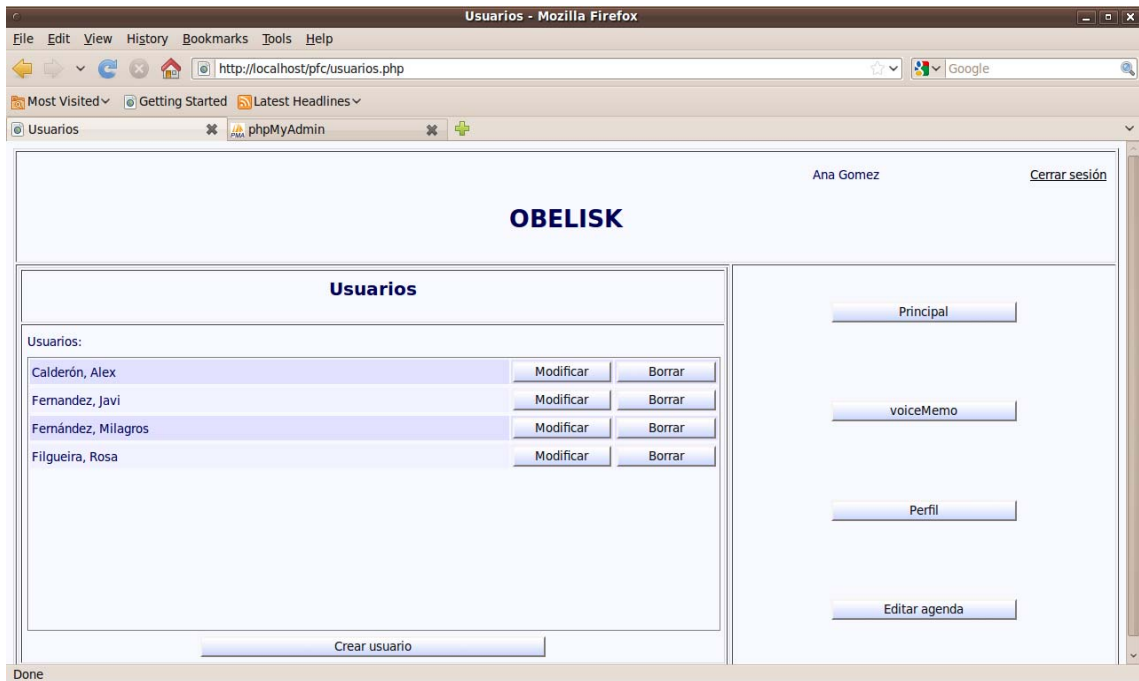 Usuarios - Mozilla Firefox
File Edit View History Bookmarks Tools Help
http://localhost/pfc/usuarios.php Google
Most Visited Getting Started Latest Headlines
Usuarios PMA phpMyAdmin
Ana Gomez Cerrar sesión
OBELISK
Usuarios
Usuarios:
Calderón, Alex Modificar Borrar
Fernandez, Javi Modificar Borrar
Fernández, Milagros Modificar Borrar
Filgueira, Rosa Modificar Borrar
Crear usuario
Principal
voiceMemo
Perfil
Editar agenda
Done